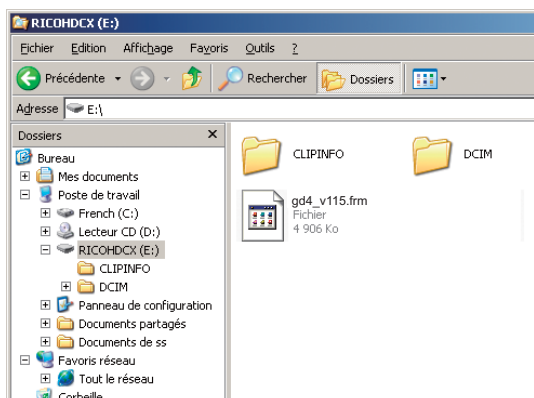 RICOHDCX (E:)
Fichier Edition Affichage Favoris Outils ?
Précédente Rechercher Dossiers
Adresse E:\
Dossiers x
Bureau
Mes documents
Poste de travail
French (C:)
Lecteur CD (D:)
RICOHDCX (E:)
CLIPINFO
DCIM
Panneau de configuration
Documents partagés
Documents de ss
Favoris réseau
Tout le réseau
Corbeille
CLIPINFO DCIM
gd4_v115.frm
Fichier
4 906 Ko